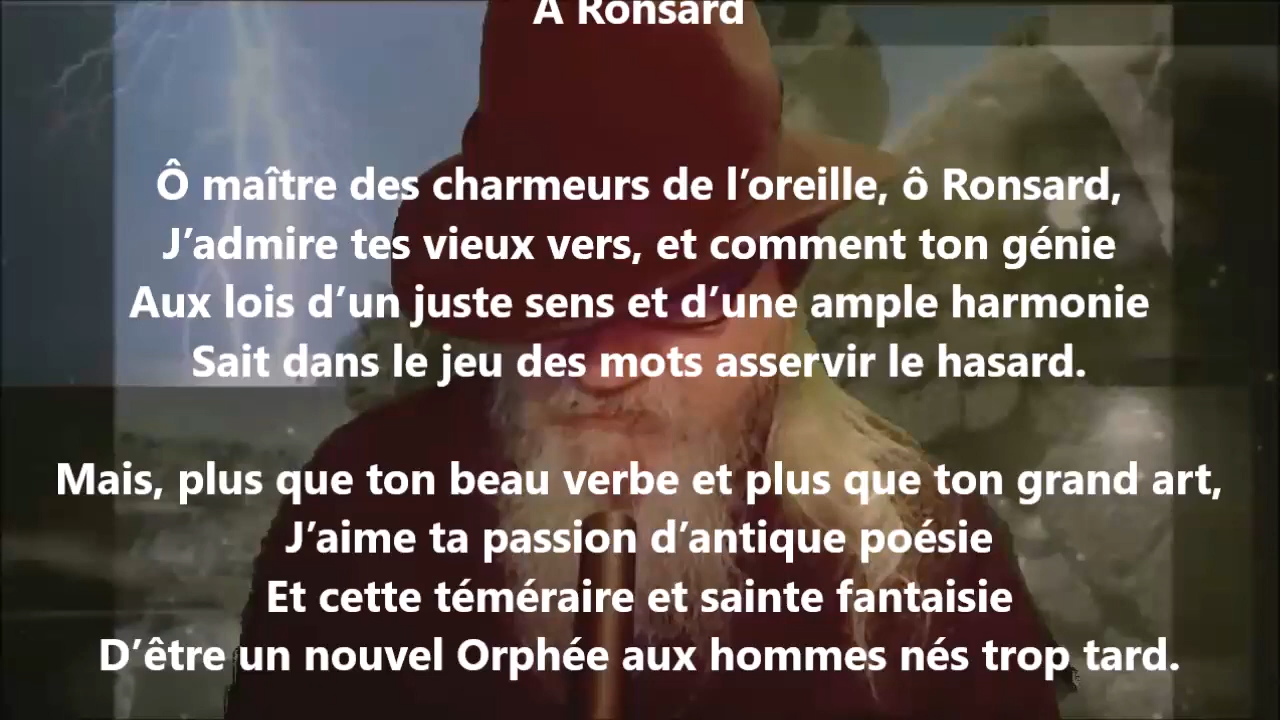 À Ronsard
Ô maître des charmeurs de l’oreille, ô Ronsard,
J’admire tes vieux vers, et comment ton génie
Aux lois d’un juste sens et d’une ample harmonie
Sait dans le jeu des mots asservir le hasard.
Mais, plus que ton beau verbe et plus que ton grand art,
J’aime ta passion d’antique poésie
Et cette téméraire et sainte fantaisie
D’être un nouvel Orphée aux hommes nés trop tard.